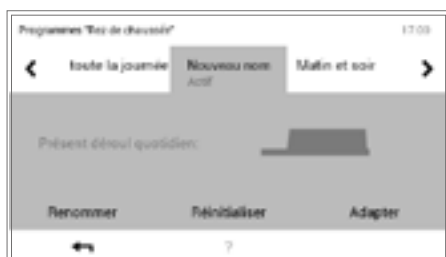 Programmes "Rez de chaussée" 17:03
toute la journée Nouveau nom Matin et soir
Actif
Présent déroul quotidien:
Renommer Réinitialiser Adapter
?